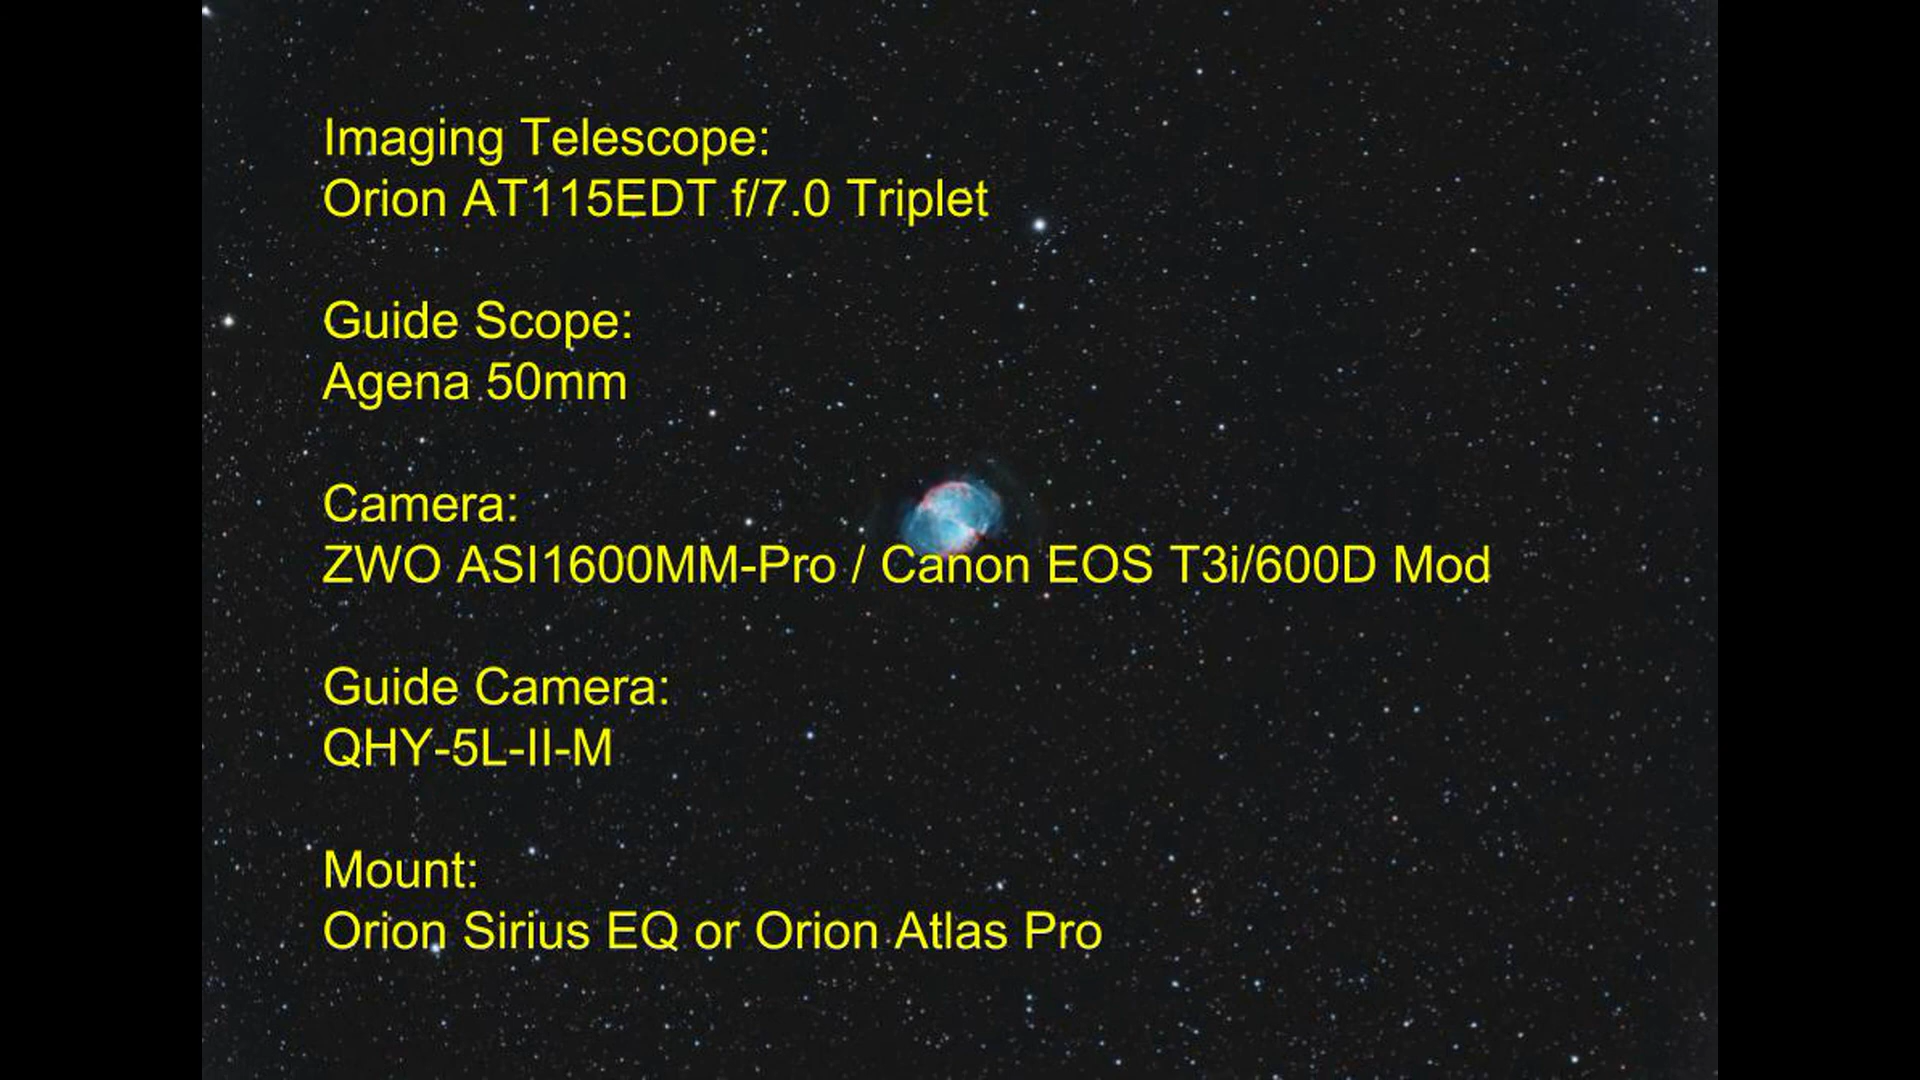 Imaging Telescope:
Orion AT115EDT f/7.0 Triplet
Guide Scope:
Agena 50mm
Camera:
ZWO ASI1600MM-Pro / Canon EOS T3i/600D Mod
Guide Camera:
QHY-5L-II-M
Mount:
Orion Sirius EQ or Orion Atlas Pro